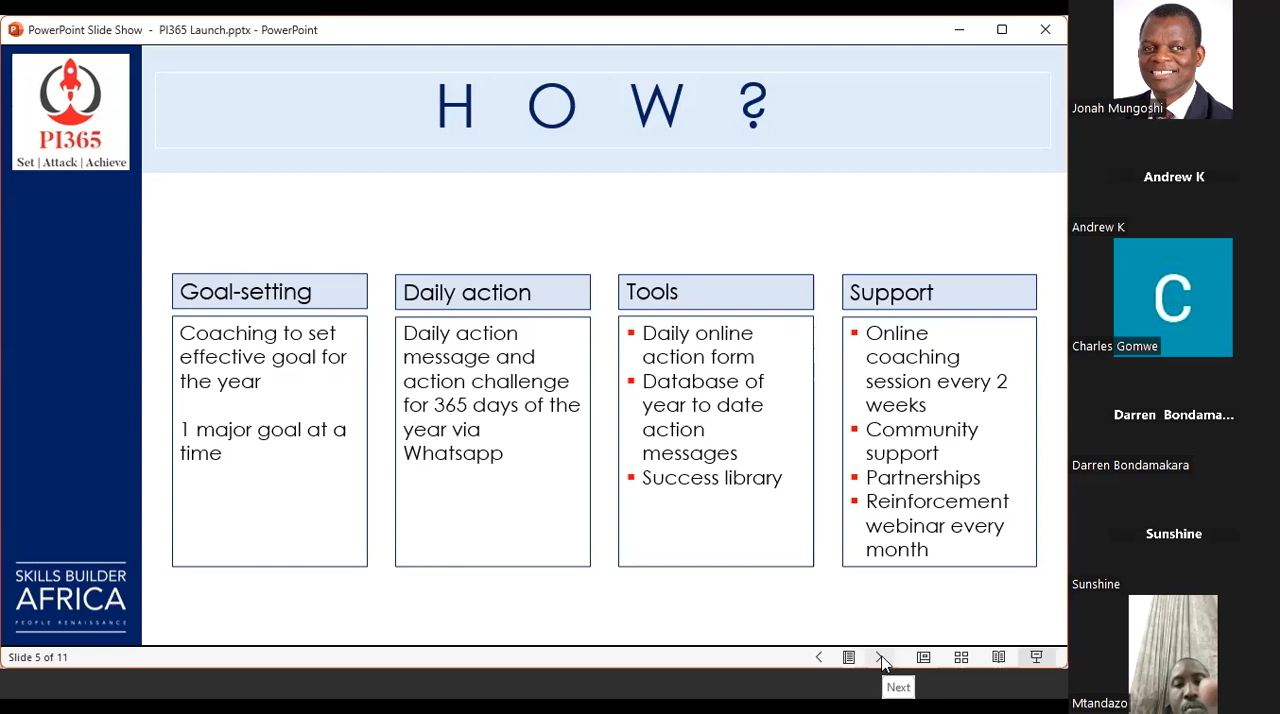 PowerPoint Slide Show - PI365 Launch.pptx - PowerPoint
PI365
Set | Attack | Achieve
HOW?
Goal-setting
Coaching to set
effective goal for
the year
1 major goal at a
time
Daily action
Daily action
message and
action challenge
for 365 days of the
year via
Whatsapp
Tools
Daily online
action form
Database of
year to date
action
messages
Success library
Support
Online
coaching
session every 2
weeks
Community
support
Partnerships
Reinforcement
webinar every
month
SKILLS BUILDER
AFRICA
PEOPLE RENAISSANCE
Slide 5 of 11
Next
Jonah Mungoshi
Andrew K
Andrew K
C
Charles Gomwe
Darren Bondama...
Darren Bondamakara
Sunshine
Sunshine
Mtandazo